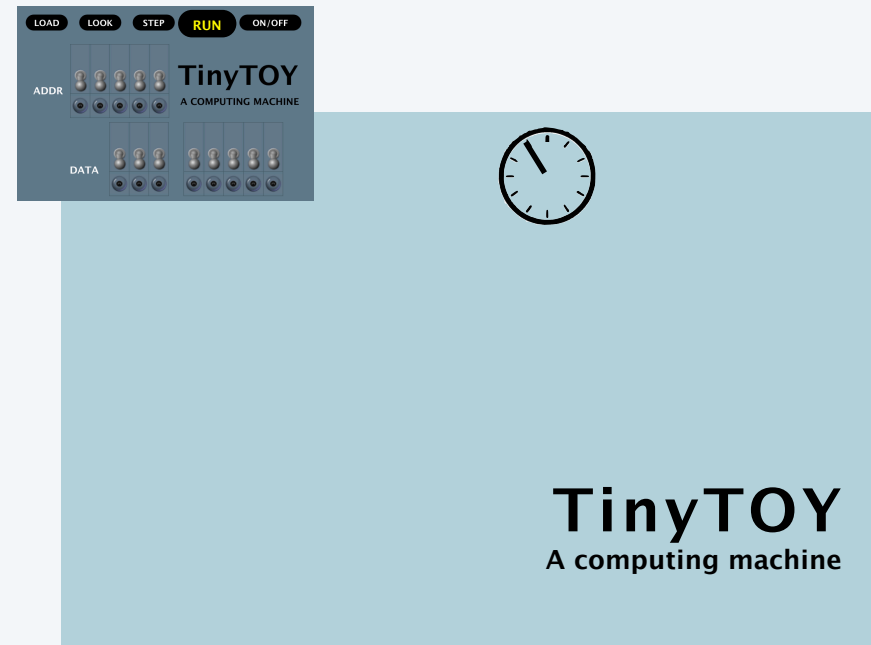 LOAD LOOK STEP RUN ON/OFF
TinyTOY
ADDR
A COMPUTING MACHINE
DATA
TinyTOY
A computing machine